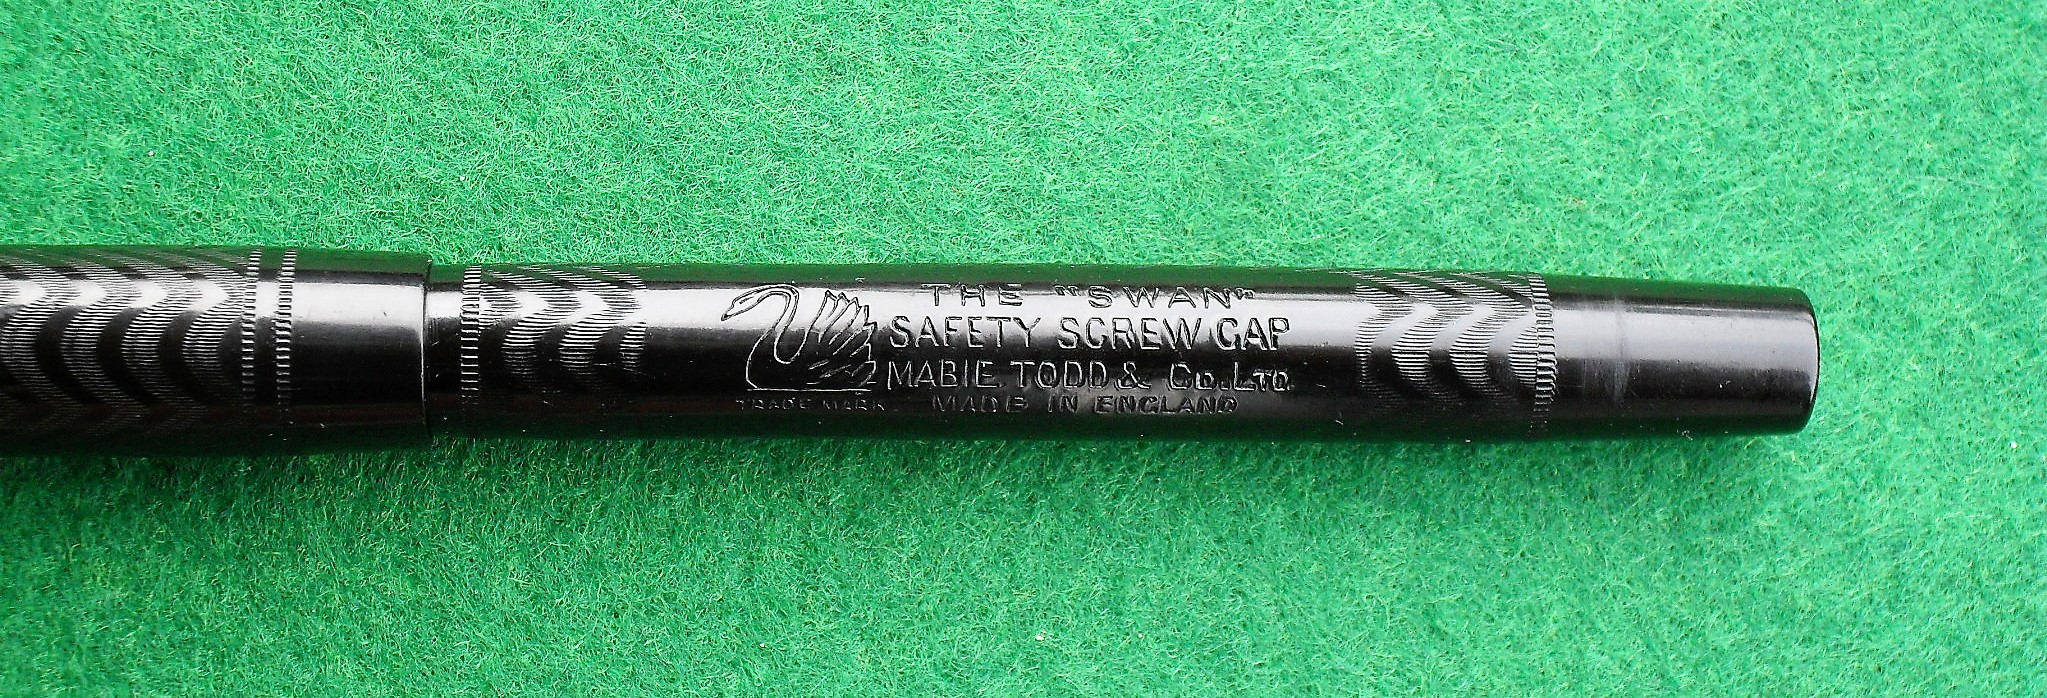 THE "SWAN"
SAFETY SCREW CAP
MABIE TODD & CO. LTD.
TRADE MARK MADE IN ENGLAND